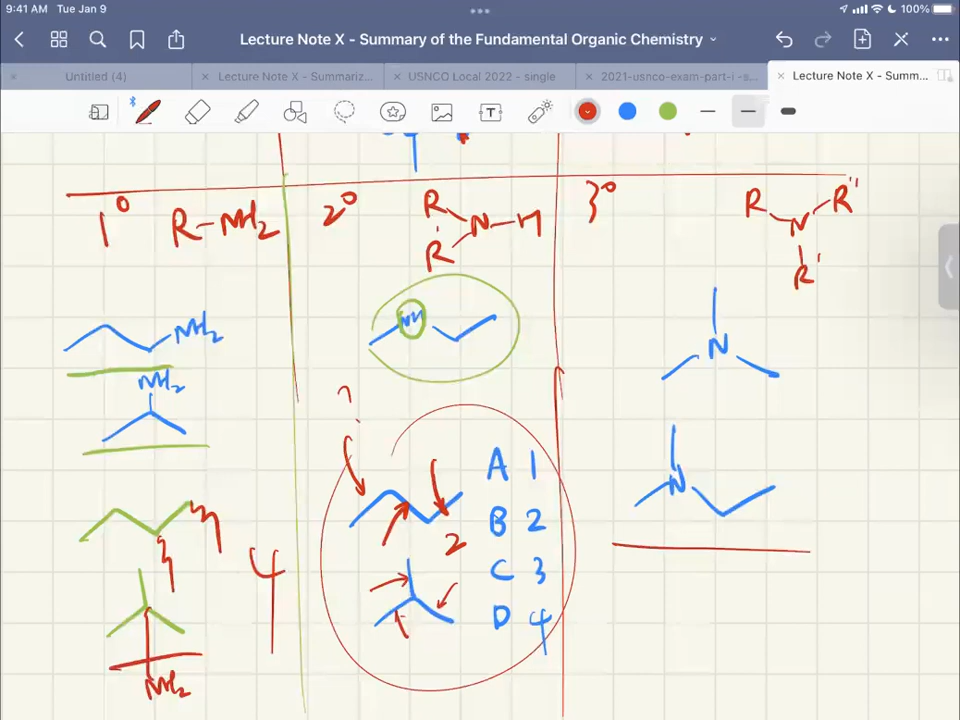 9:41 AM Tue Jan 9
100%
Lecture Note X - Summary of the Fundamental Organic Chemistry
Untitled (4)
Lecture Note X - Summariz...
USNCO Local 2022 - single
2021-usnco-exam-part-i -s...
Lecture Note X - Summ...
1° R-NH2
2° R N-H
R'
3° R N R''
R'
NH2
NH
N
NH2
?
A 1
N
B 2
2
4
C 3
D 4
NH2